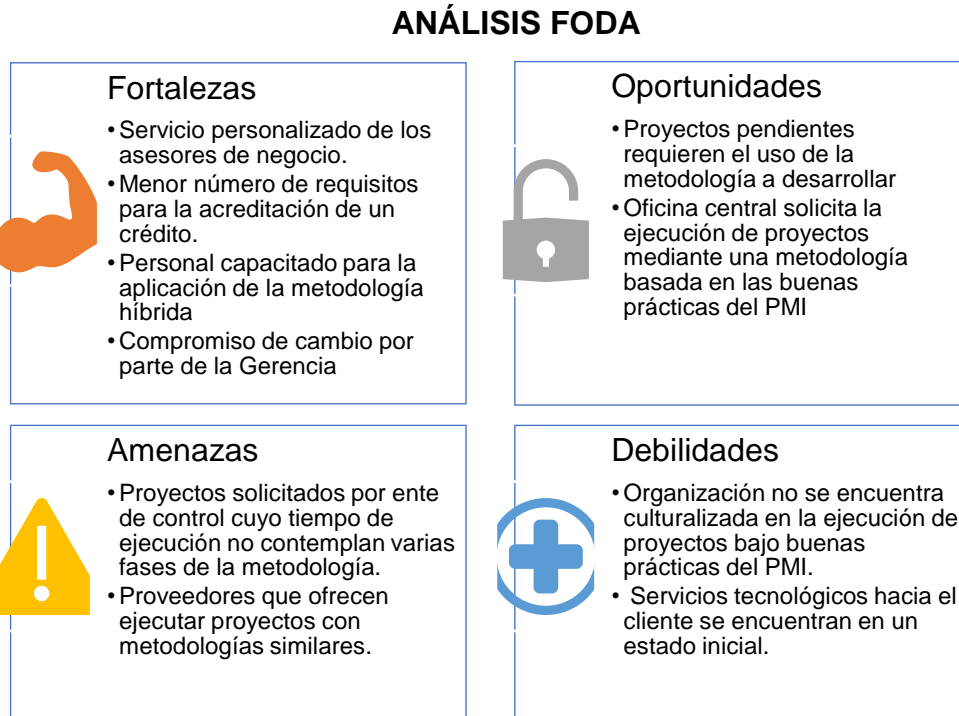 ANÁLISIS FODA
Fortalezas
•Servicio personalizado de los
asesores de negocio.
•Menor número de requisitos
para la acreditación de un
crédito.
•Personal capacitado para la
aplicación de la metodología
híbrida
•Compromiso de cambio por
parte de la Gerencia
Oportunidades
•Proyectos pendientes
requieren el uso de la
metodología a desarrollar
•Oficina central solicita la
ejecución de proyectos
mediante una metodología
basada en las buenas
prácticas del PMI
Amenazas
•Proyectos solicitados por ente
de control cuyo tiempo de
ejecución no contemplan varias
fases de la metodología.
•Proveedores que ofrecen
ejecutar proyectos con
metodologías similares.
Debilidades
•Organización no se encuentra
culturalizada en la ejecución de
proyectos bajo buenas
prácticas del PMI.
• Servicios tecnológicos hacia el
cliente se encuentran en un
estado inicial.